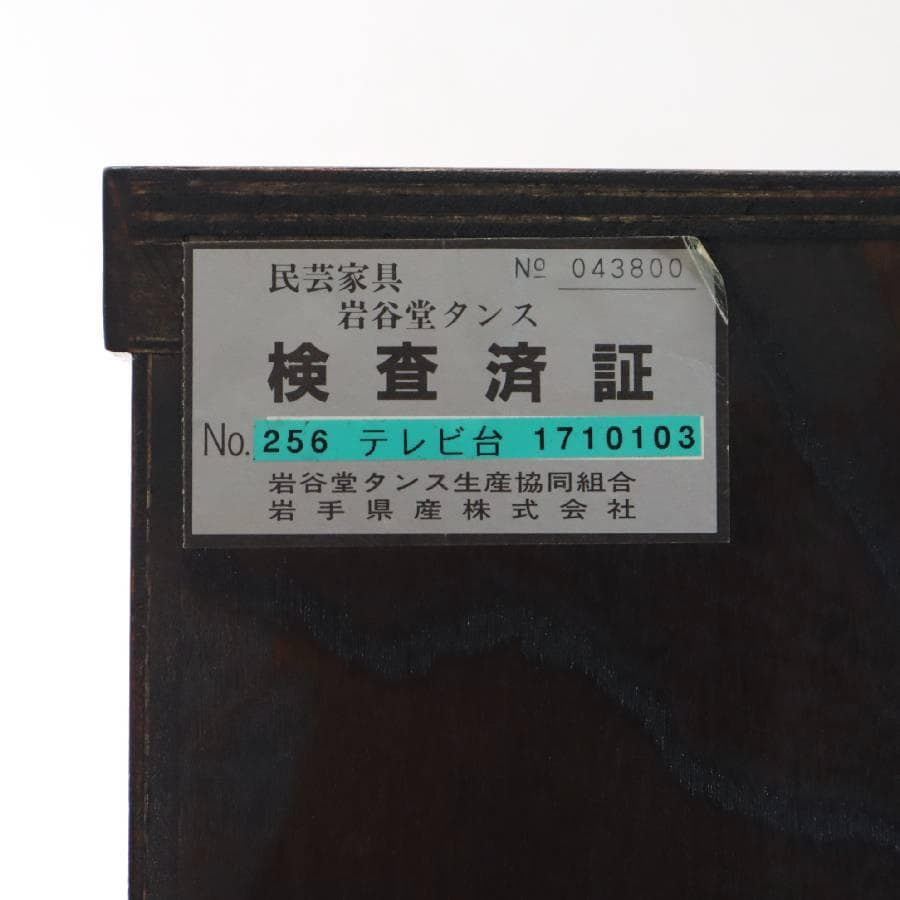 民芸家具 № 043800
岩谷堂タンス
検査済証
No. 256 テレビ台 1710103
岩谷堂タンス生産協同組合
岩手県産株式会社